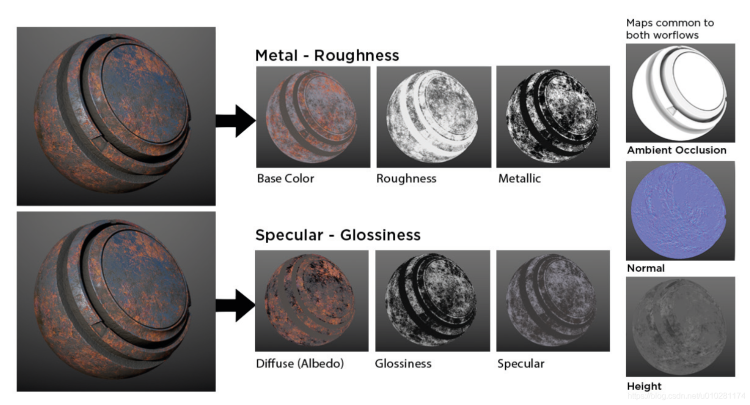 Maps common to
both worflows
Metal - Roughness
Base Color
Roughness
Metallic
Ambient Occlusion
Specular - Glossiness
Diffuse (Albedo)
Glossiness
Specular
Normal
Height